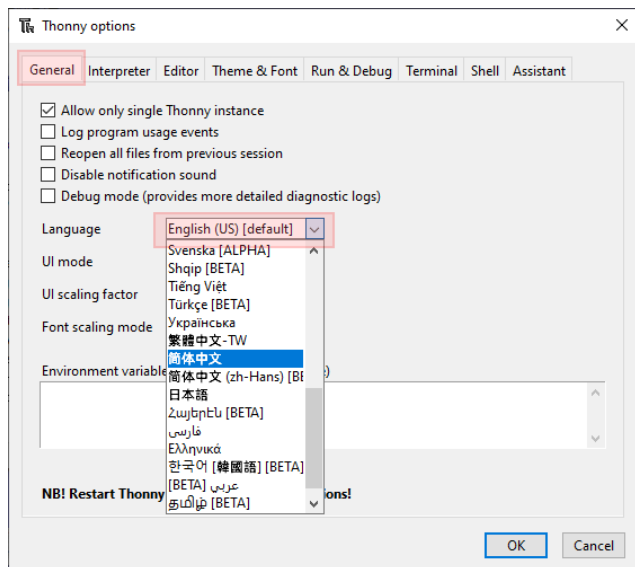 Thonny options
General Interpreter Editor Theme & Font Run & Debug Terminal Shell Assistant
Allow only single Thonny instance
Log program usage events
Reopen all files from previous session
Disable notification sound
Debug mode (provides more detailed diagnostic logs)
Language English (US) [default]
Svenska [ALPHA]
UI mode
Shqip [BETA]
Tiếng Việt
UI scaling factor
Türkçe [BETA]
Українська
Font scaling mode
繁體中文-TW
简体中文
Environment variable
简体中文 (zh-Hans) [BE
日本語
Հայերեն [BETA]
فارسی
Ελληνικά
한국어 [韓國語] [BETA]
[BETA] عربي
NB! Restart Thonny ons!
தமிழ் [BETA]
OK Cancel